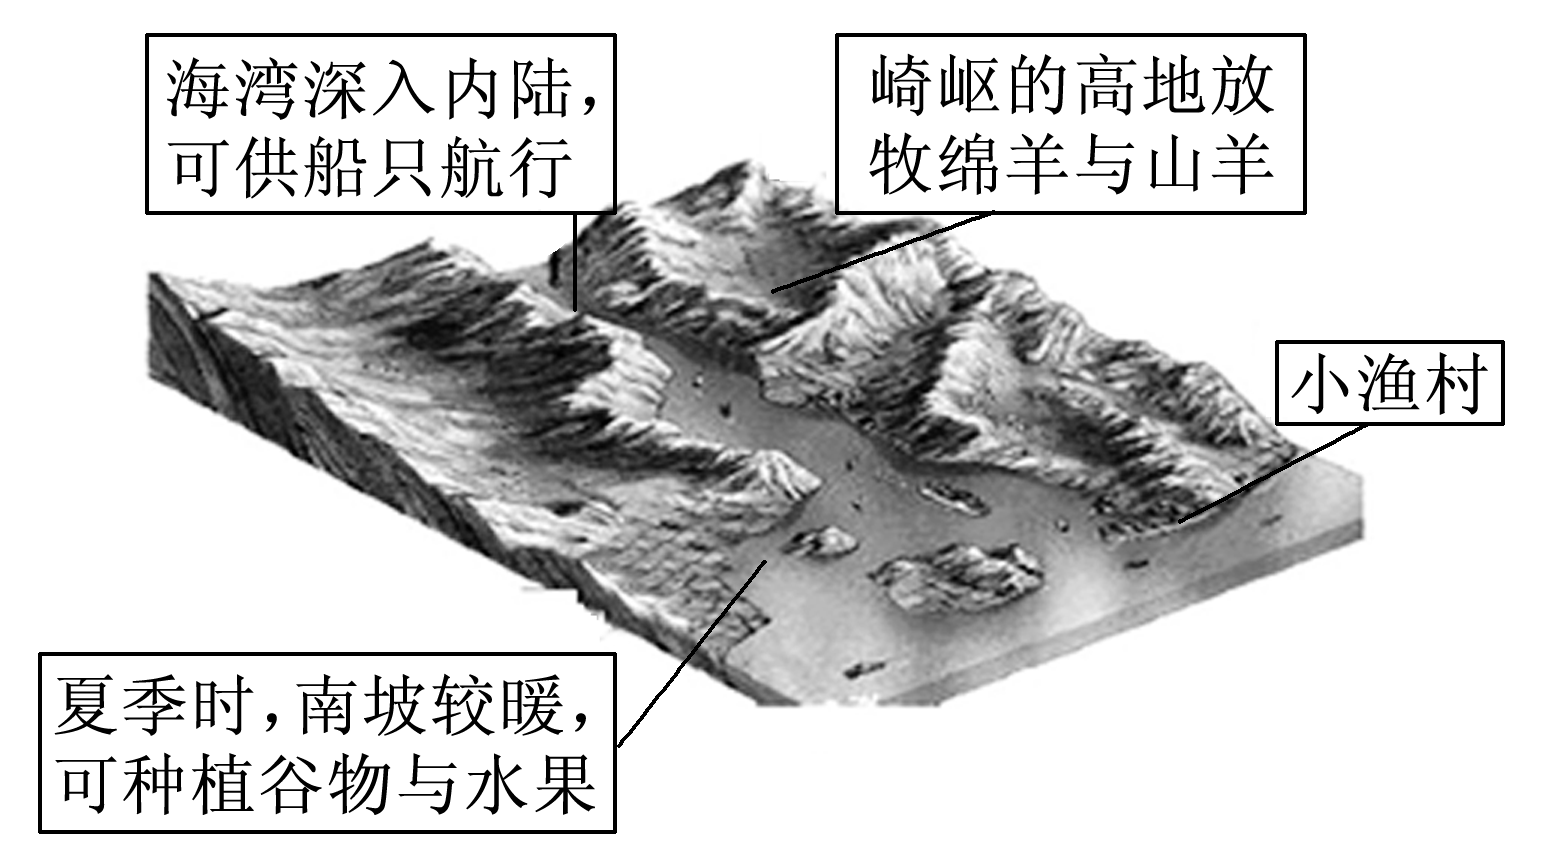 海湾深入内陆，
可供船只航行
崎岖的高地放
牧绵羊与山羊
小渔村
夏季时，南坡较暖，
可种植谷物与水果